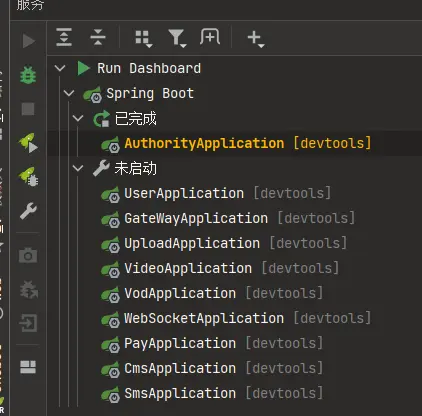 服务
Run Dashboard
Spring Boot
已完成
AuthorityApplication [devtools]
未启动
UserApplication [devtools]
GateWayApplication [devtools]
UploadApplication [devtools]
VideoApplication [devtools]
VodApplication [devtools]
WebSocketApplication [devtools]
PayApplication [devtools]
CmsApplication [devtools]
SmsApplication [devtools]